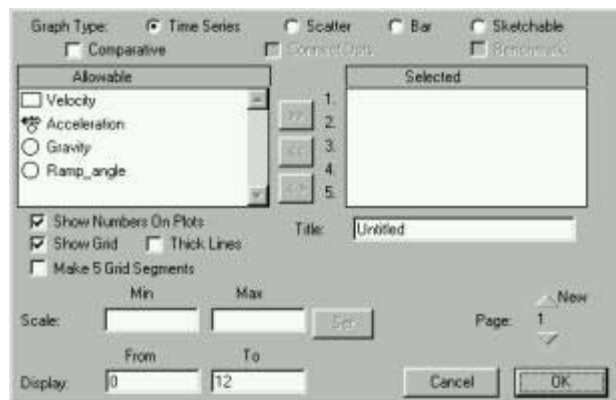 Graph Type: Time Series Scatter Bar Sketchable
Comparative Connect Dots Benchmark
Allowable Selected
Velocity
Acceleration
Gravity
Ramp_angle
>> 1.
2.
<< 3.
4.
5.
Show Numbers On Plots
Show Grid Thick Lines
Title: Untitled
Make 5 Grid Segments
Min Max
Scale: Set
New
Page: 1
From To
Display: 0 12
Cancel OK